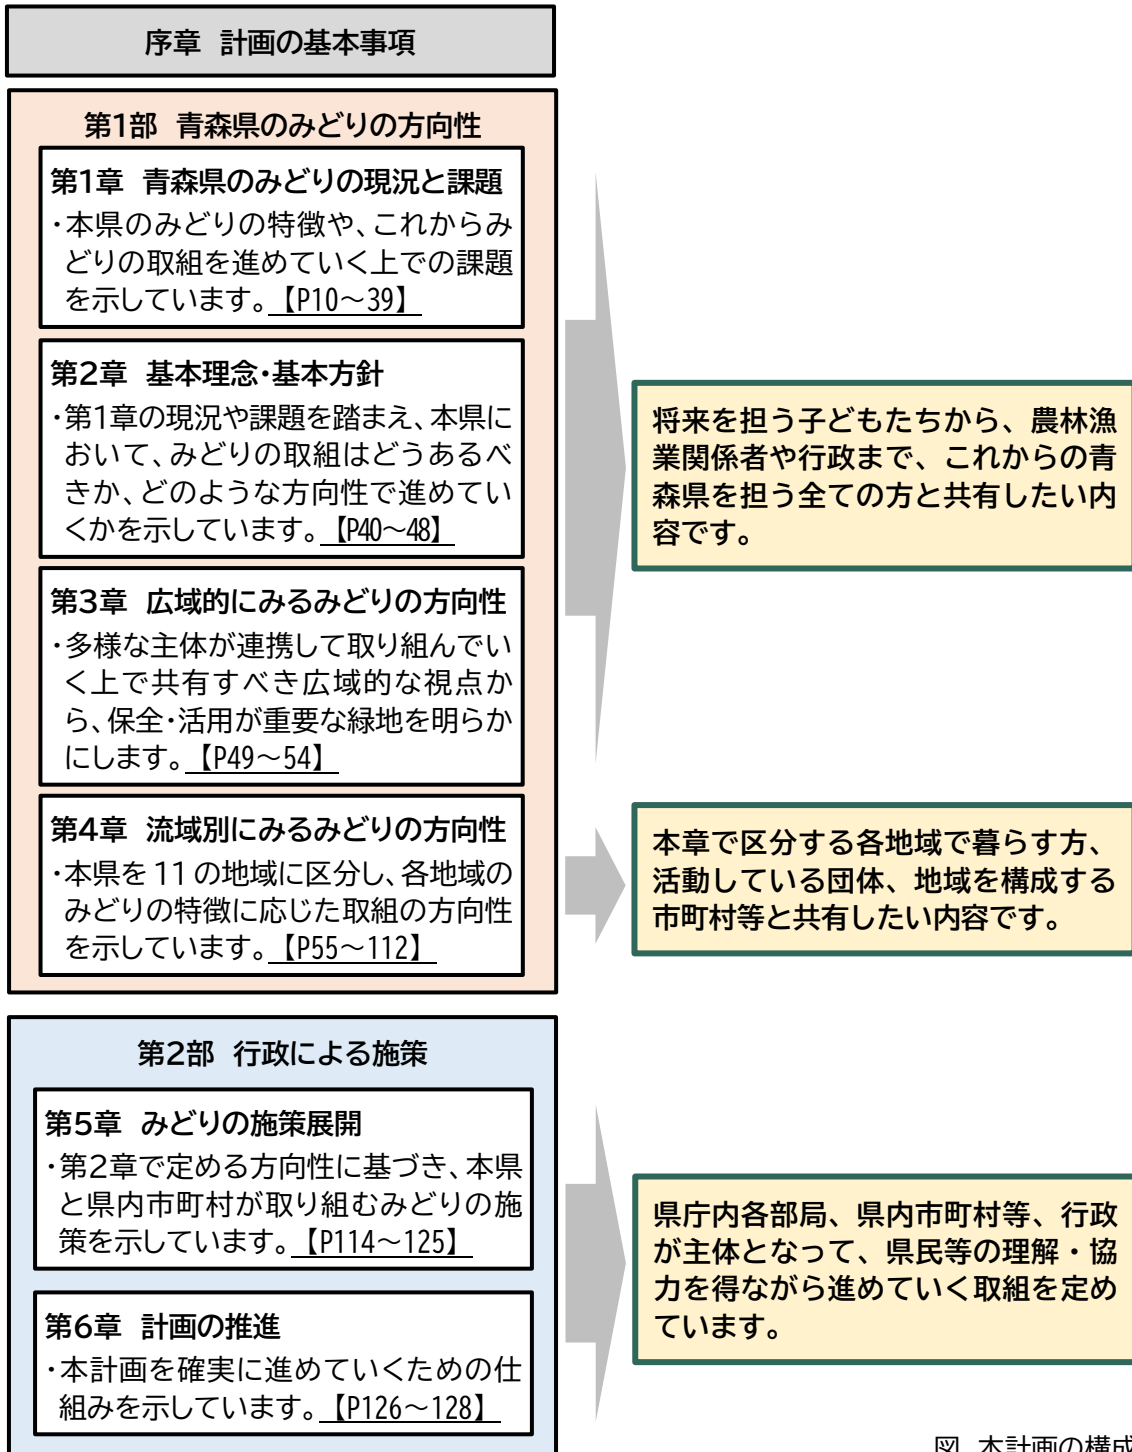 序章 計画の基本事項
第1部 青森県のみどりの方向性
第1章 青森県のみどりの現況と課題
・本県のみどりの特徴や、これからみ
どりの取組を進めていく上での課題
を示しています。【P10～39】
第2章 基本理念・基本方針
・第1章の現況や課題を踏まえ、本県に
おいて、みどりの取組はどうあるべ
きか、どのような方向性で進めてい
くかを示しています。【P40～48】
第3章 広域的にみるみどりの方向性
・多様な主体が連携して取り組んでい
く上で共有すべき広域的な視点か
ら、保全・活用が重要な緑地を明らか
にします。【P49～54】
第4章 流域別にみるみどりの方向性
・本県を 11 の地域に区分し、各地域の
みどりの特徴に応じた取組の方向性
を示しています。【P55～112】
将来を担う子どもたちから、農林漁
業関係者や行政まで、これからの青
森県を担う全ての方と共有したい内
容です。
本章で区分する各地域で暮らす方、
活動している団体、地域を構成する
市町村等と共有したい内容です。
第2部 行政による施策
第5章 みどりの施策展開
・第2章で定める方向性に基づき、本県
と県内市町村が取り組むみどりの施
策を示しています。【P114～125】
第6章 計画の推進
・本計画を確実に進めていくための仕
組みを示しています。【P126～128】
県庁内各部局、県内市町村等、行政
が主体となって、県民等の理解・協
力を得ながら進めていく取組を定め
ています。
図 本計画の構成